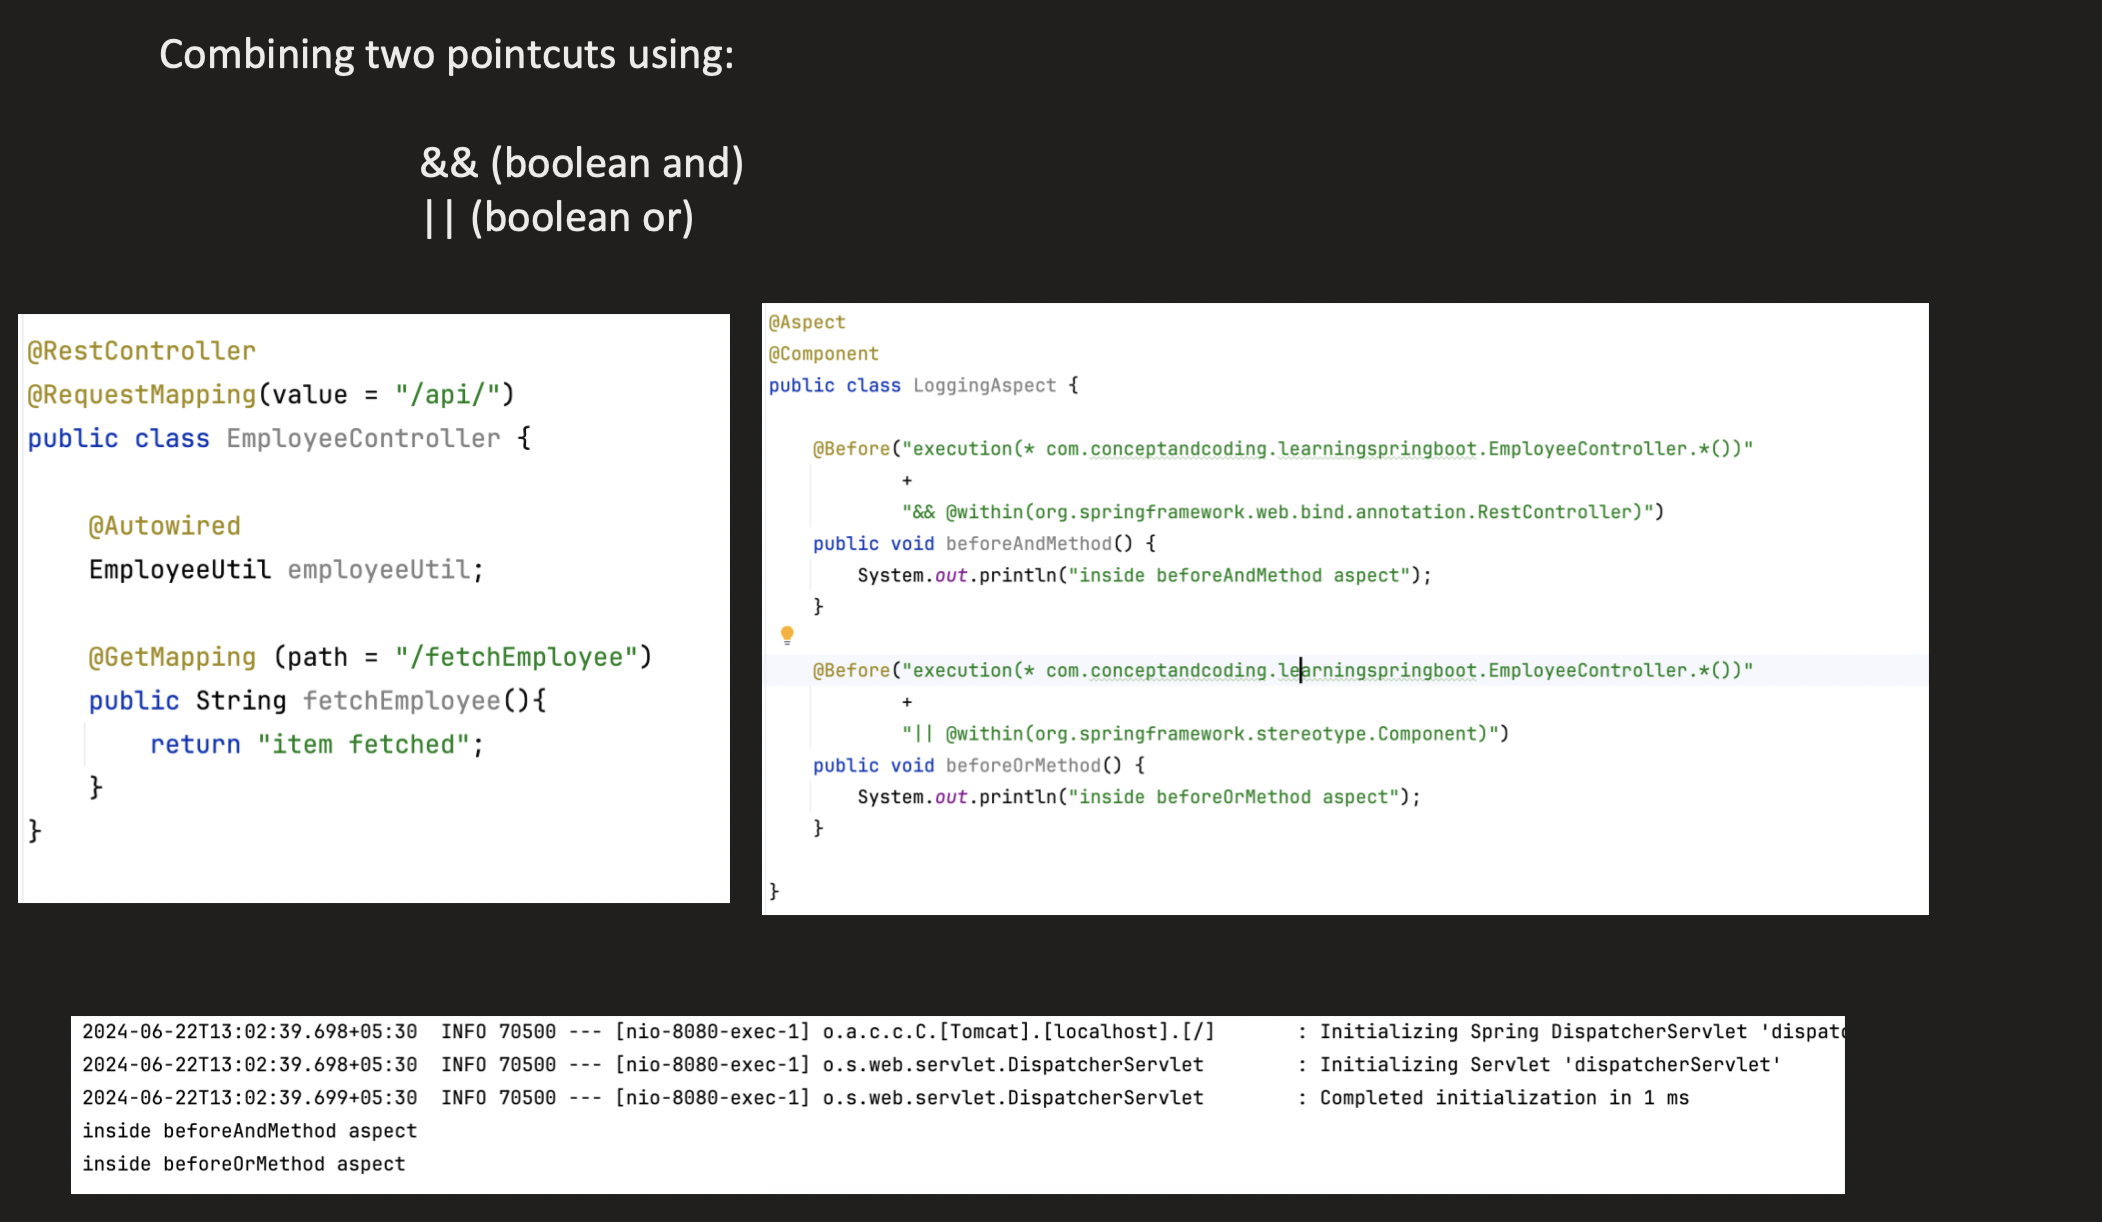 Combining two pointcuts using:
&& (boolean and)
|| (boolean or)
@RestController
@RequestMapping(value = "/api/")
public class EmployeeController {
@Autowired
EmployeeUtil employeeUtil;
@GetMapping (path = "/fetchEmployee")
public String fetchEmployee(){
return "item fetched";
}
}
@Aspect
@Component
public class LoggingAspect {
@Before("execution(* com.conceptandcoding.learningspringboot.EmployeeController.*())"
+
"&& @within(org.springframework.web.bind.annotation.RestController)")
public void beforeAndMethod() {
System.out.println("inside beforeAndMethod aspect");
}
@Before("execution(* com.conceptandcoding.learningspringboot.EmployeeController.*())"
+
"|| @within(org.springframework.stereotype.Component)")
public void beforeOrMethod() {
System.out.println("inside beforeOrMethod aspect");
}
}
2024-06-22T13:02:39.698+05:30  INFO 70500 --- [nio-8080-exec-1] o.a.c.c.C.[Tomcat].[localhost].[/]       : Initializing Spring DispatcherServlet 'dispatc
2024-06-22T13:02:39.698+05:30  INFO 70500 --- [nio-8080-exec-1] o.s.web.servlet.DispatcherServlet        : Initializing Servlet 'dispatcherServlet'
2024-06-22T13:02:39.699+05:30  INFO 70500 --- [nio-8080-exec-1] o.s.web.servlet.DispatcherServlet        : Completed initialization in 1 ms
inside beforeAndMethod aspect
inside beforeOrMethod aspect